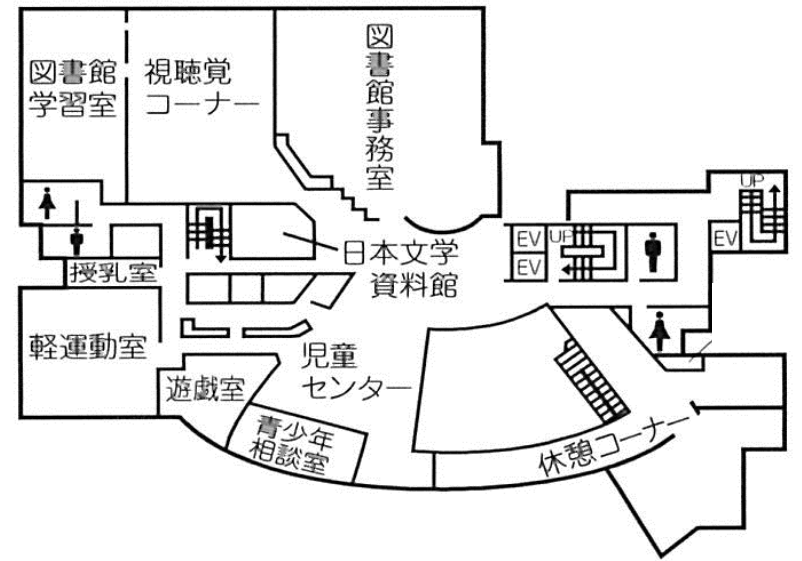 図書館
学習室
視聴覚
コーナー
図書館事務室
UP
日本文学
資料館
EV
UP
EV
EV
授乳室
軽運動室
遊戯室
児童
センター
青少年
相談室
休憩コーナー